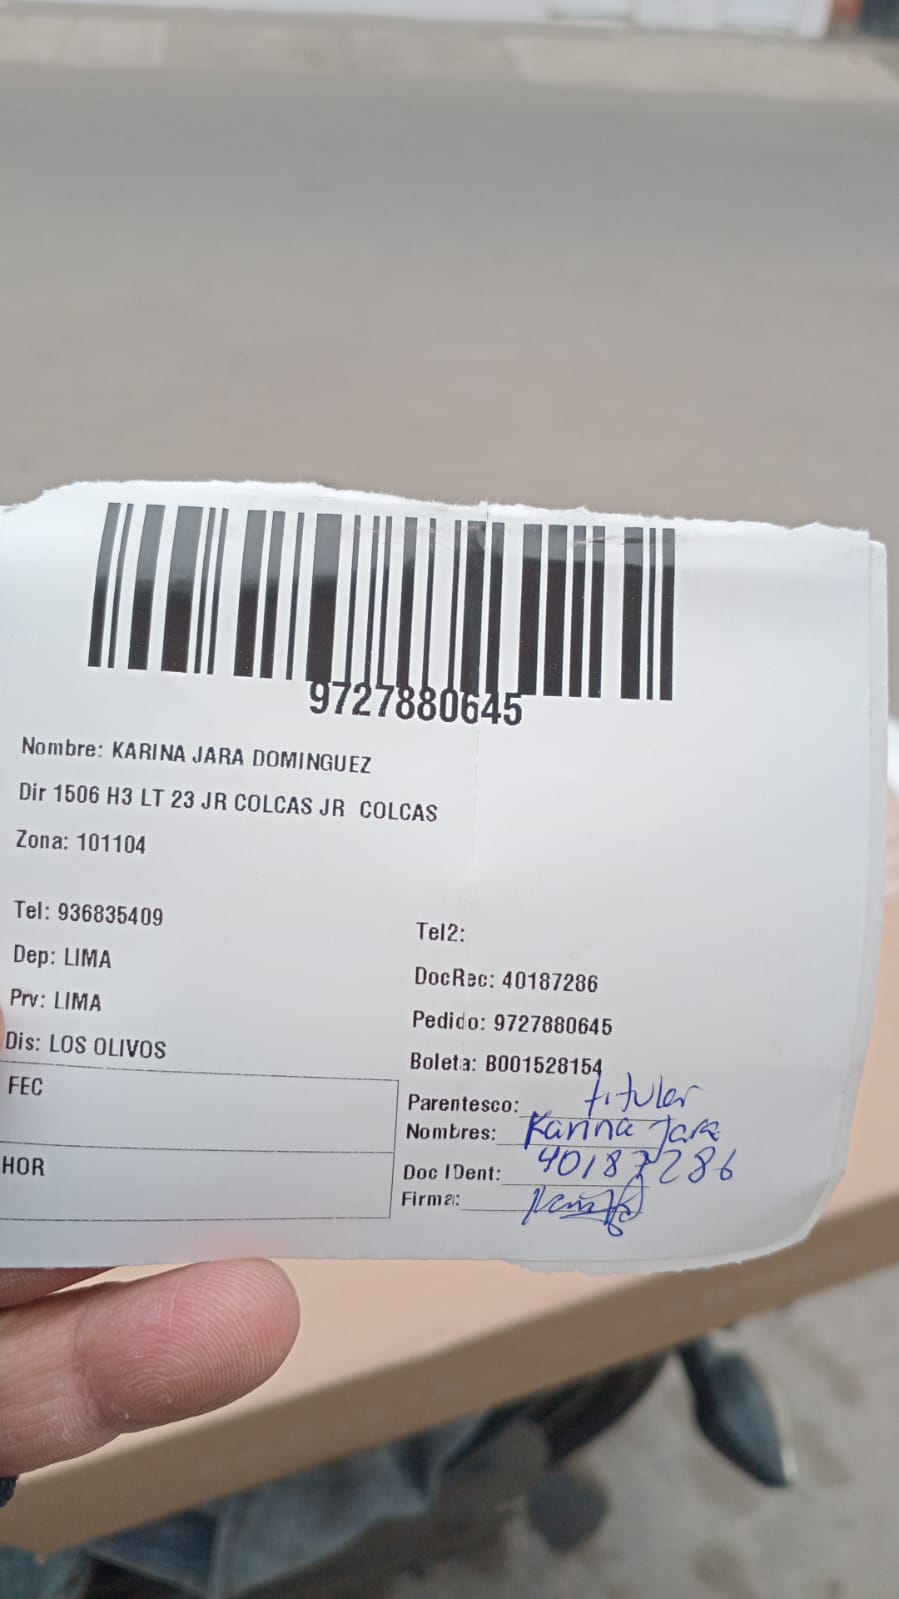 9727880645
Nombre: KARINA JARA DOMINGUEZ
Dir 1506 H3 LT 23 JR COLCAS JR COLCAS
Zona: 101104
Tel: 936835409
Tel2:
Dep: LIMA
DocRec: 40187286
Prv: LIMA
Pedido: 9727880645
Dis: LOS OLIVOS
Boleta: B001528154
FEC
Parentesco: titular
Nombres: Karina Jara
HOR
Doc IDent: 40187286
Firma: